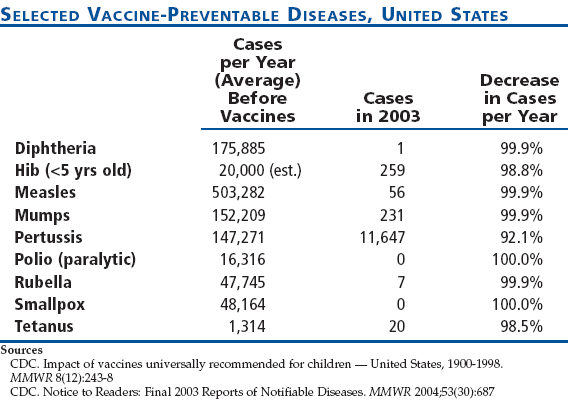 SELECTED VACCINE-PREVENTABLE DISEASES, UNITED STATES
Cases per Year (Average) Before Vaccines	Cases in 2003	Decrease in Cases per Year
Diphtheria	175,885	1	99.9%
Hib (<5 yrs old)	20,000 (est.)	259	98.8%
Measles	503,282	56	99.9%
Mumps	152,209	231	99.9%
Pertussis	147,271	11,647	92.1%
Polio (paralytic)	16,316	0	100.0%
Rubella	47,745	7	99.9%
Smallpox	48,164	0	100.0%
Tetanus	1,314	20	98.5%
Sources
CDC. Impact of vaccines universally recommended for children — United States, 1900-1998.
MMWR 8(12):243-8
CDC. Notice to Readers: Final 2003 Reports of Notifiable Diseases. MMWR 2004;53(30):687